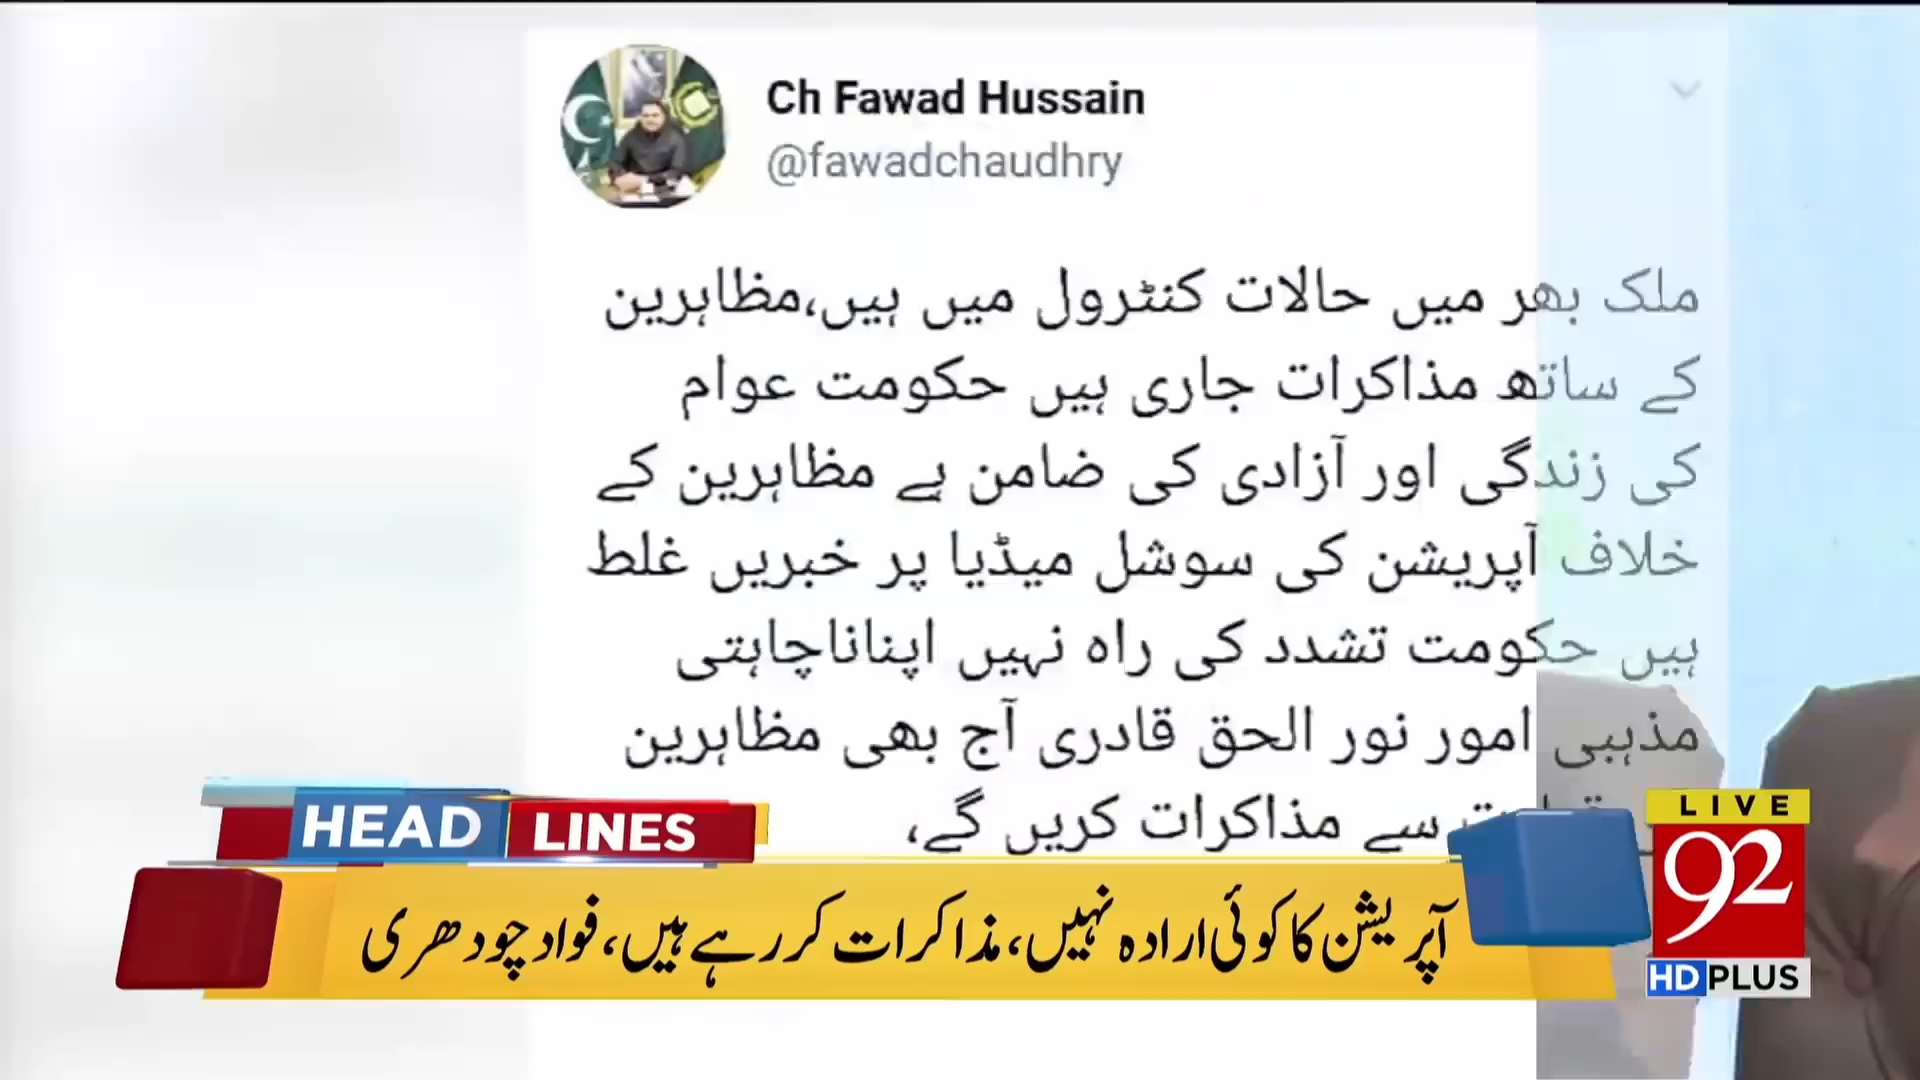 Ch Fawad Hussain
@fawadchaudhry
ملک بھر میں حالات کنٹرول میں ہیں،مظاہرین
کے ساتھ مذاکرات جاری ہیں حکومت عوام
کی زندگی اور آزادی کی ضامن ہے مظاہرین کے
خلاف آپریشن کی سوشل میڈیا پر خبریں غلط
ہیں حکومت تشدد کی راہ نہیں اپناناچاہتی
مذہبی امور نور الحق قادری آج بھی مظاہرین
سے مذاکرات کریں گے،
HEAD LINES
آپریشن کا کوئی ارادہ نہیں، مذاکرات کر رہے ہیں، فواد چودھری
LIVE
92
HD PLUS